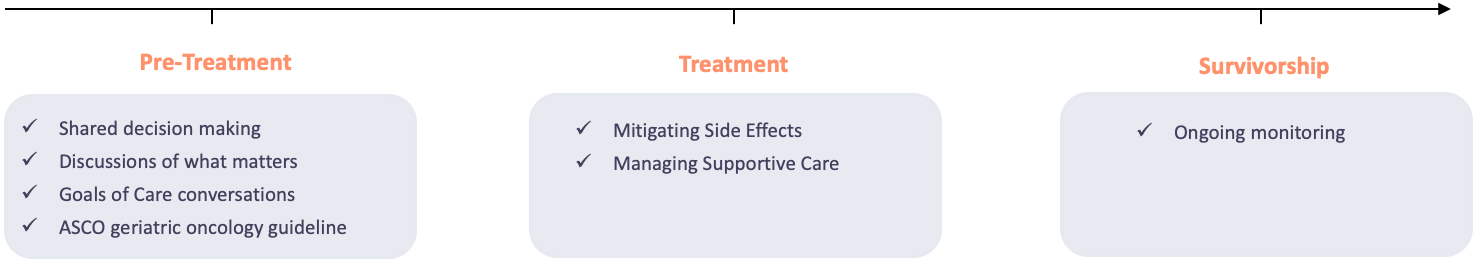 Pre-Treatment
✓ Shared decision making
✓ Discussions of what matters
✓ Goals of Care conversations
✓ ASCO geriatric oncology guideline
Treatment
✓ Mitigating Side Effects
✓ Managing Supportive Care
Survivorship
✓ Ongoing monitoring